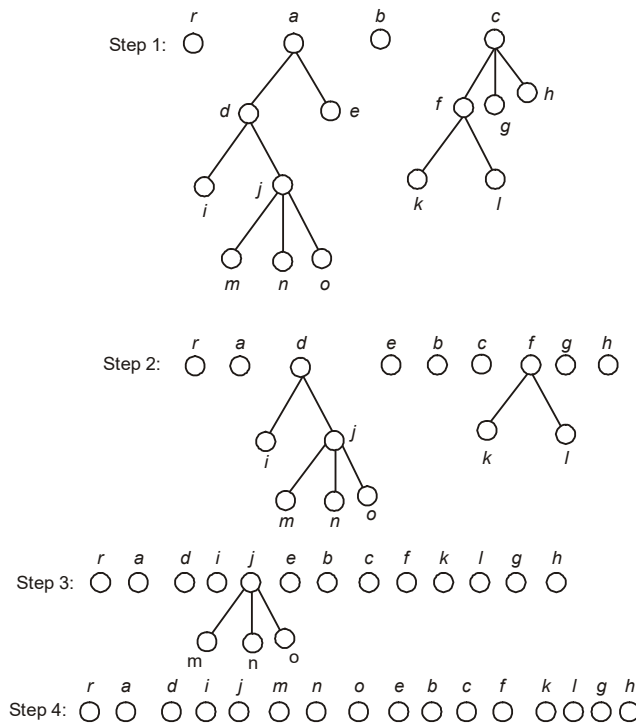 r a b c
Step 1:
h
d e f g
i j k l
m n o
r a d e b c f g h
Step 2:
i j k l
m n o
r a d i j e b c f k l g h
Step 3:
m n o
r a d i j m n o e b c f k l g h
Step 4: